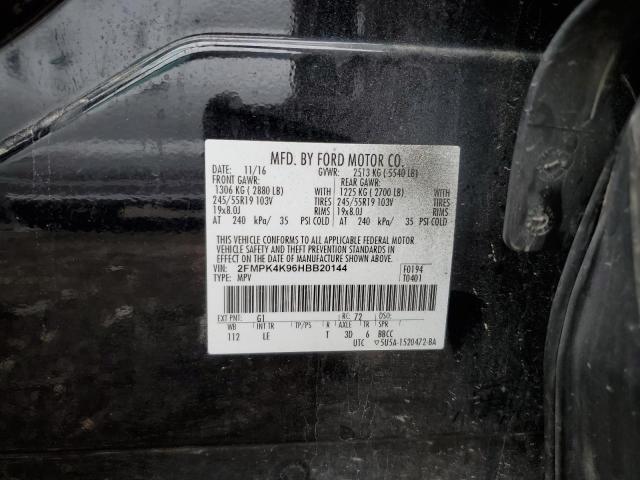 MFD. BY FORD MOTOR CO.
DATE: 11/16 GVWR: 2513 KG ( 5540 LB)
FRONT GAWR: REAR GAWR:
1306 KG ( 2880 LB) WITH 1225 KG ( 2700 LB) WITH
245/55R19 103V TIRES 245/55R19 103V TIRES
19x8.0J RIMS 19x8.0J RIMS
AT 240 kPa/ 35 PSI COLD AT 240 kPa/ 35 PSI COLD
THIS VEHICLE CONFORMS TO ALL APPLICABLE FEDERAL MOTOR
VEHICLE SAFETY AND THEFT PREVENTION STANDARDS IN
EFFECT ON THE DATE OF MANUFACTURE SHOWN ABOVE.
VIN: 2FMPK4K96HBB20144 F0194
TYPE: MPV T0401
EXT PNT: G1 RC: 72 DSO:
WB INT TR TP/PS R AXLE TR SPR
112 LE T 3D 6 BBCC
UTC ▽5U5A-1520472-BA